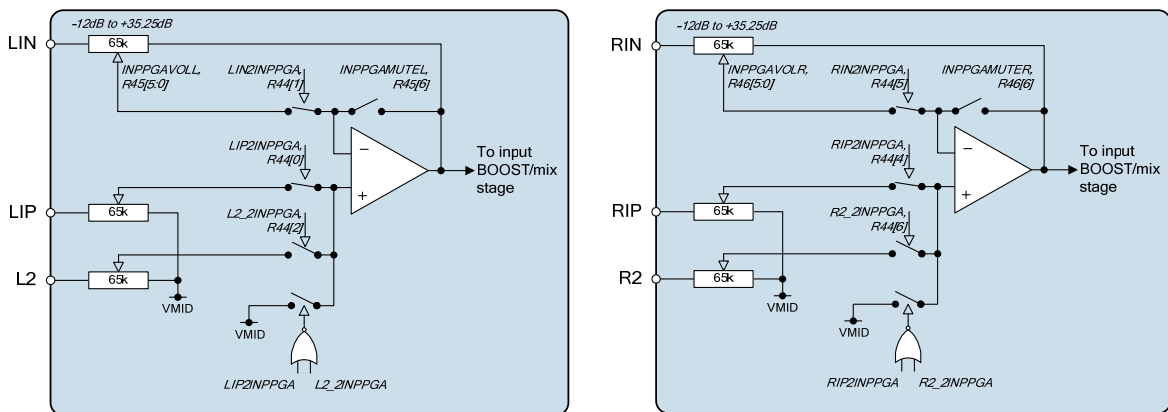 -12dB to +35.25dB
LIN
65k
INPPGAVOLL,
R45[5:0]
LIN2INPPGA,
R44[1]
INPPGAMUTEL,
R45[6]
LIP2INPPGA,
R44[0]
−
+
To input
BOOST/mix
stage
LIP
65k
L2_2INPPGA,
R44[2]
L2
65k
VMID
VMID
LIP2INPPGA
L2_2INPPGA
-12dB to +35.25dB
RIN
65k
INPPGAVOLR,
R46[5:0]
RIN2INPPGA,
R44[5]
INPPGAMUTER,
R46[6]
RIP2INPPGA,
R44[4]
−
+
To input
BOOST/mix
stage
RIP
65k
R2_2INPPGA,
R44[6]
R2
65k
VMID
VMID
RIP2INPPGA
R2_2INPPGA